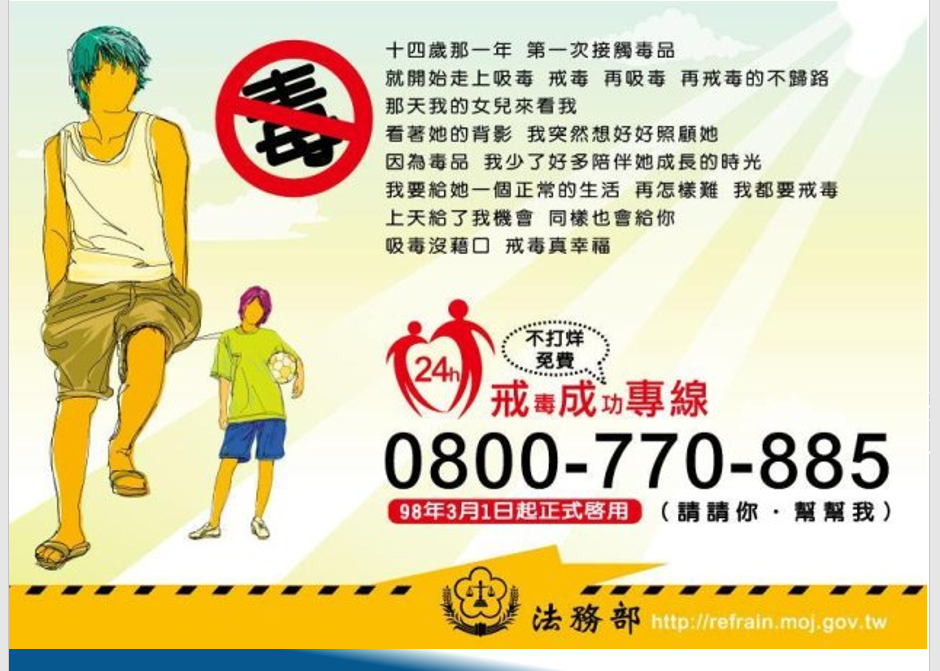 毒
十四歲那一年 第一次接觸毒品
就開始走上吸毒 戒毒 再吸毒 再戒毒的不歸路
那天我的女兒來看我
看著她的背影 我突然想好好照顧她
因為毒品 我少了好多陪伴她成長的時光
我要給她一個正常的生活 再怎樣難 我都要戒毒
上天給了我機會 同樣也會給你
吸毒沒藉口 戒毒真幸福
24h
不打烊
免費
戒毒成功專線
0800-770-885
98年3月1日起正式啓用 (請請你・幫幫我)
法務部 http://refrain.moj.gov.tw